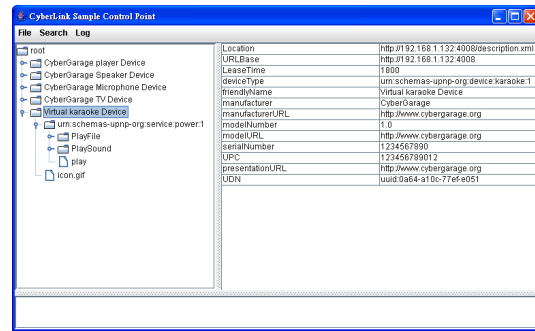 CyberLink Sample Control Point
File Search Log
root
CyberGarage player Device
CyberGarage Speaker Device
CyberGarage Microphone Device
CyberGarage TV Device
Virtual karaoke Device
urn:schemas-upnp-org:service:power:1
PlayFile
PlaySound
play
icon.gif
Location http://192.168.1.132:4008/description.xml
URLBase http://192.168.1.132:4008
LeaseTime 1800
deviceType urn:schemas-upnp-org:device:karaoke:1
friendlyName Virtual karaoke Device
manufacturer CyberGarage
manufacturerURL http://www.cybergarage.org
modelNumber 1.0
modelURL http://www.cybergarage.org
serialNumber 1234567890
UPC 123456789012
presentationURL http://www.cybergarage.org
UDN uuid:0a64-a10c-77ef-e051